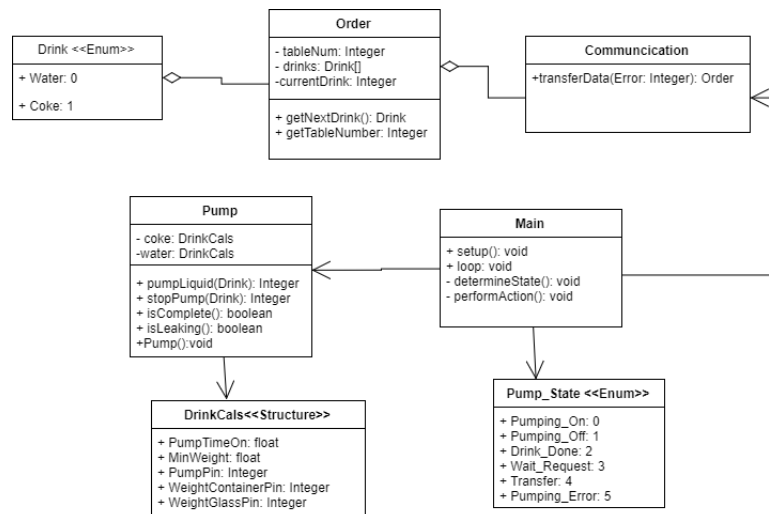 Drink <<Enum>>
+ Water: 0
+ Coke: 1
Order
- tableNum: Integer
- drinks: Drink[]
-currentDrink: Integer
+ getNextDrink(): Drink
+ getTableNumber: Integer
Communcication
+transferData(Error: Integer): Order
Pump
- coke: DrinkCals
-water: DrinkCals
+ pumpLiquid(Drink): Integer
+ stopPump(Drink): Integer
+ isComplete(): boolean
+ isLeaking(): boolean
+Pump():void
Main
+ setup(): void
+ loop: void
- determineState(): void
- performAction(): void
DrinkCals<<Structure>>
+ PumpTimeOn: float
+ MinWeight: float
+ PumpPin: Integer
+ WeightContainerPin: Integer
+ WeightGlassPin: Integer
Pump_State <<Enum>>
+ Pumping_On: 0
+ Pumping_Off: 1
+ Drink_Done: 2
+ Wait_Request: 3
+ Transfer: 4
+ Pumping_Error: 5